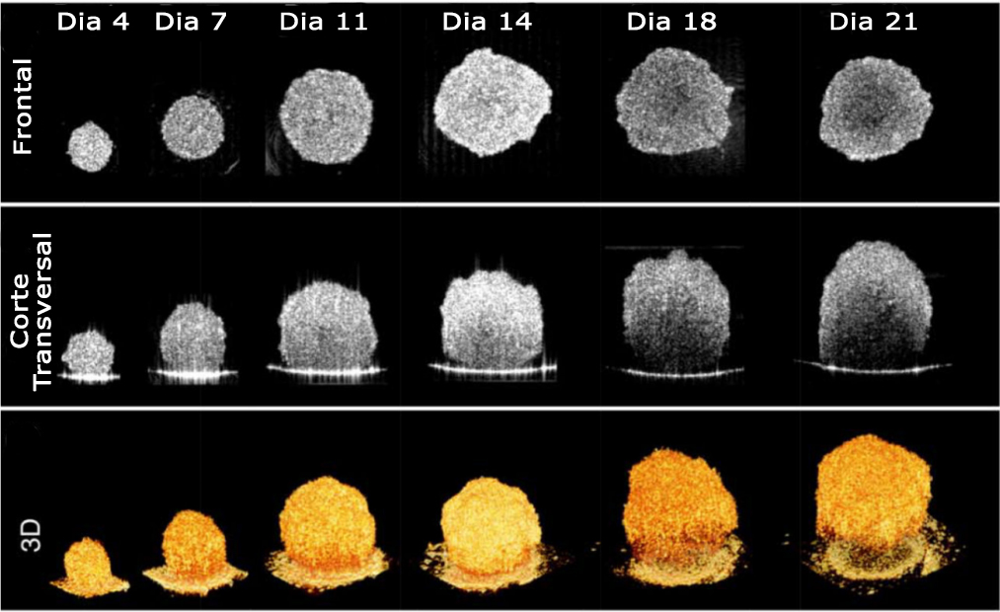 Dia 4 Dia 7 Dia 11 Dia 14 Dia 18 Dia 21
Frontal
Corte
Transversal
3D